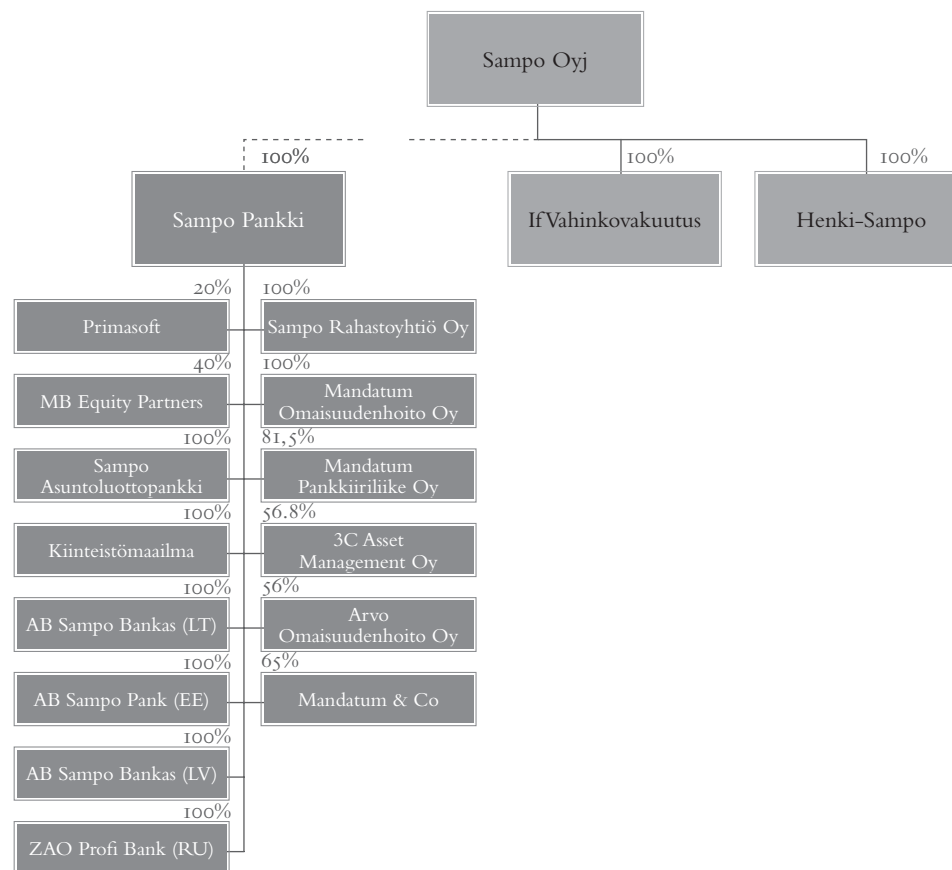 Sampo Oyj
100%
100%
100%
Sampo Pankki
If Vahinkovakuutus
Henki-Sampo
20%
100%
Primasoft
Sampo Rahastoyhtiö Oy
40%
100%
MB Equity Partners
Mandatum
Omaisuudenhoito Oy
100%
81,5%
Sampo
Asuntoluottopankki
Mandatum
Pankkiiriliike Oy
100%
56.8%
Kiinteistömaailma
3C Asset
Management Oy
100%
56%
AB Sampo Bankas (LT)
Arvo
Omaisuudenhoito Oy
100%
65%
AB Sampo Pank (EE)
Mandatum & Co
100%
AB Sampo Bankas (LV)
100%
ZAO Profi Bank (RU)